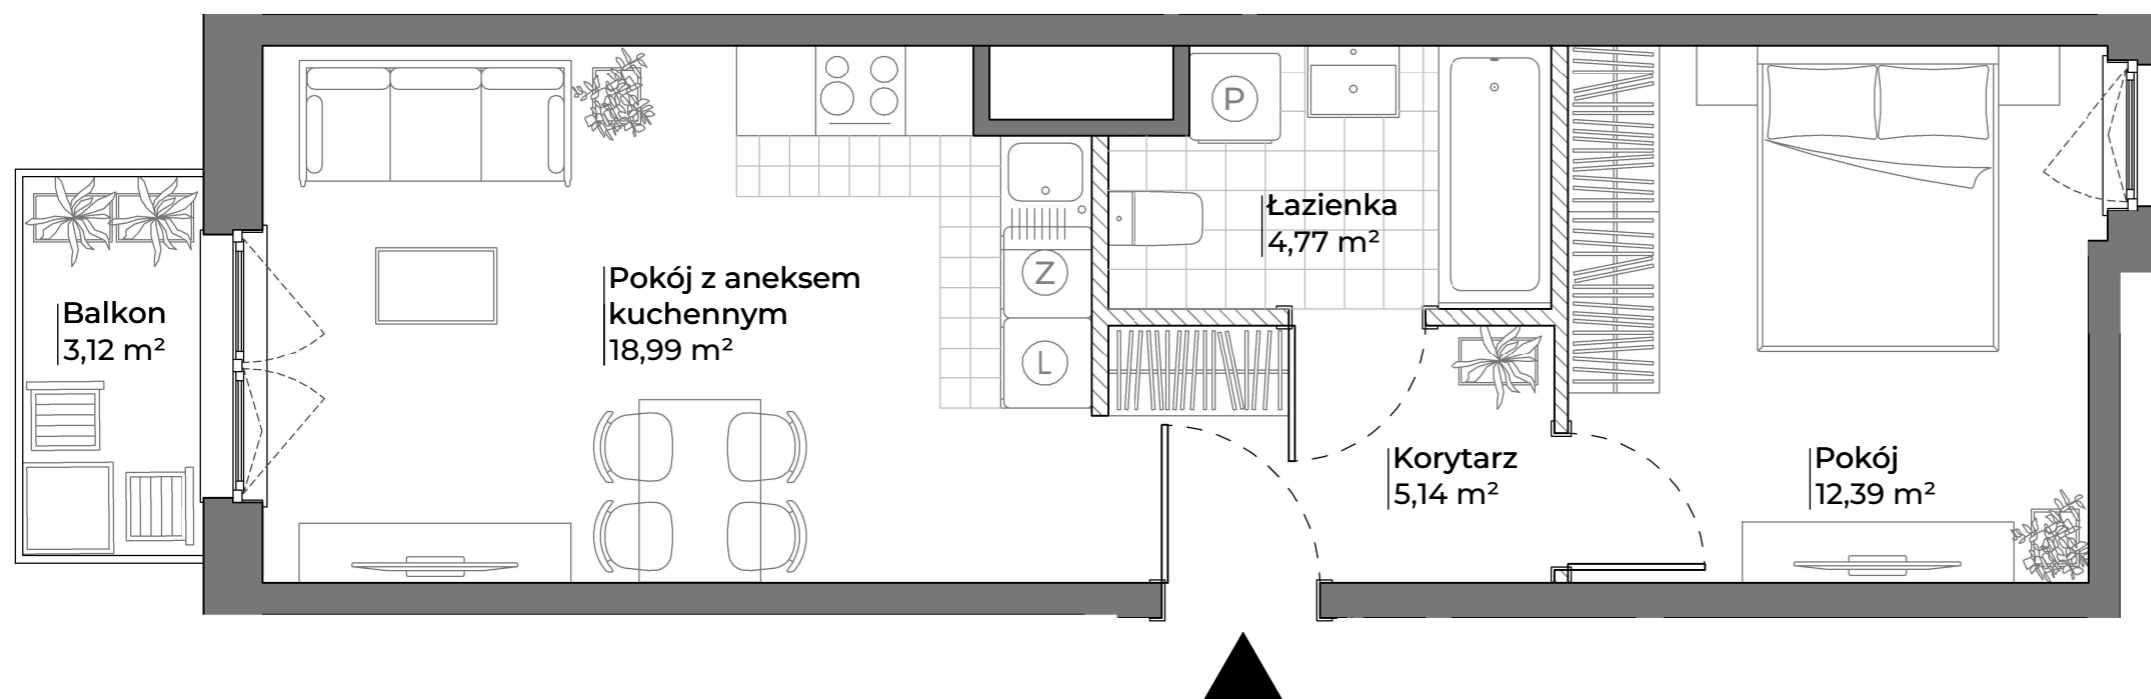 Balkon
3,12 m²
Pokój z aneksem
kuchennym
18,99 m²
Z
L
P
Łazienka
4,77 m²
Korytarz
5,14 m²
Pokój
12,39 m²